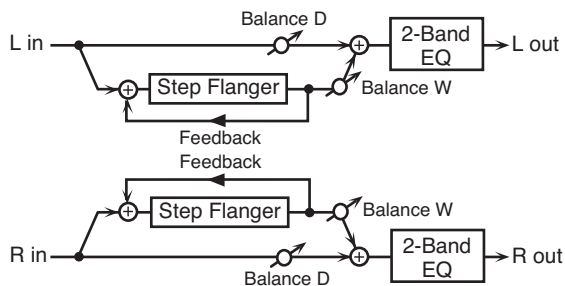 Balance D
L in
2-Band
EQ
L out
Step Flanger
Balance W
Feedback
Feedback
Step Flanger
Balance W
R in
2-Band
EQ
R out
Balance D